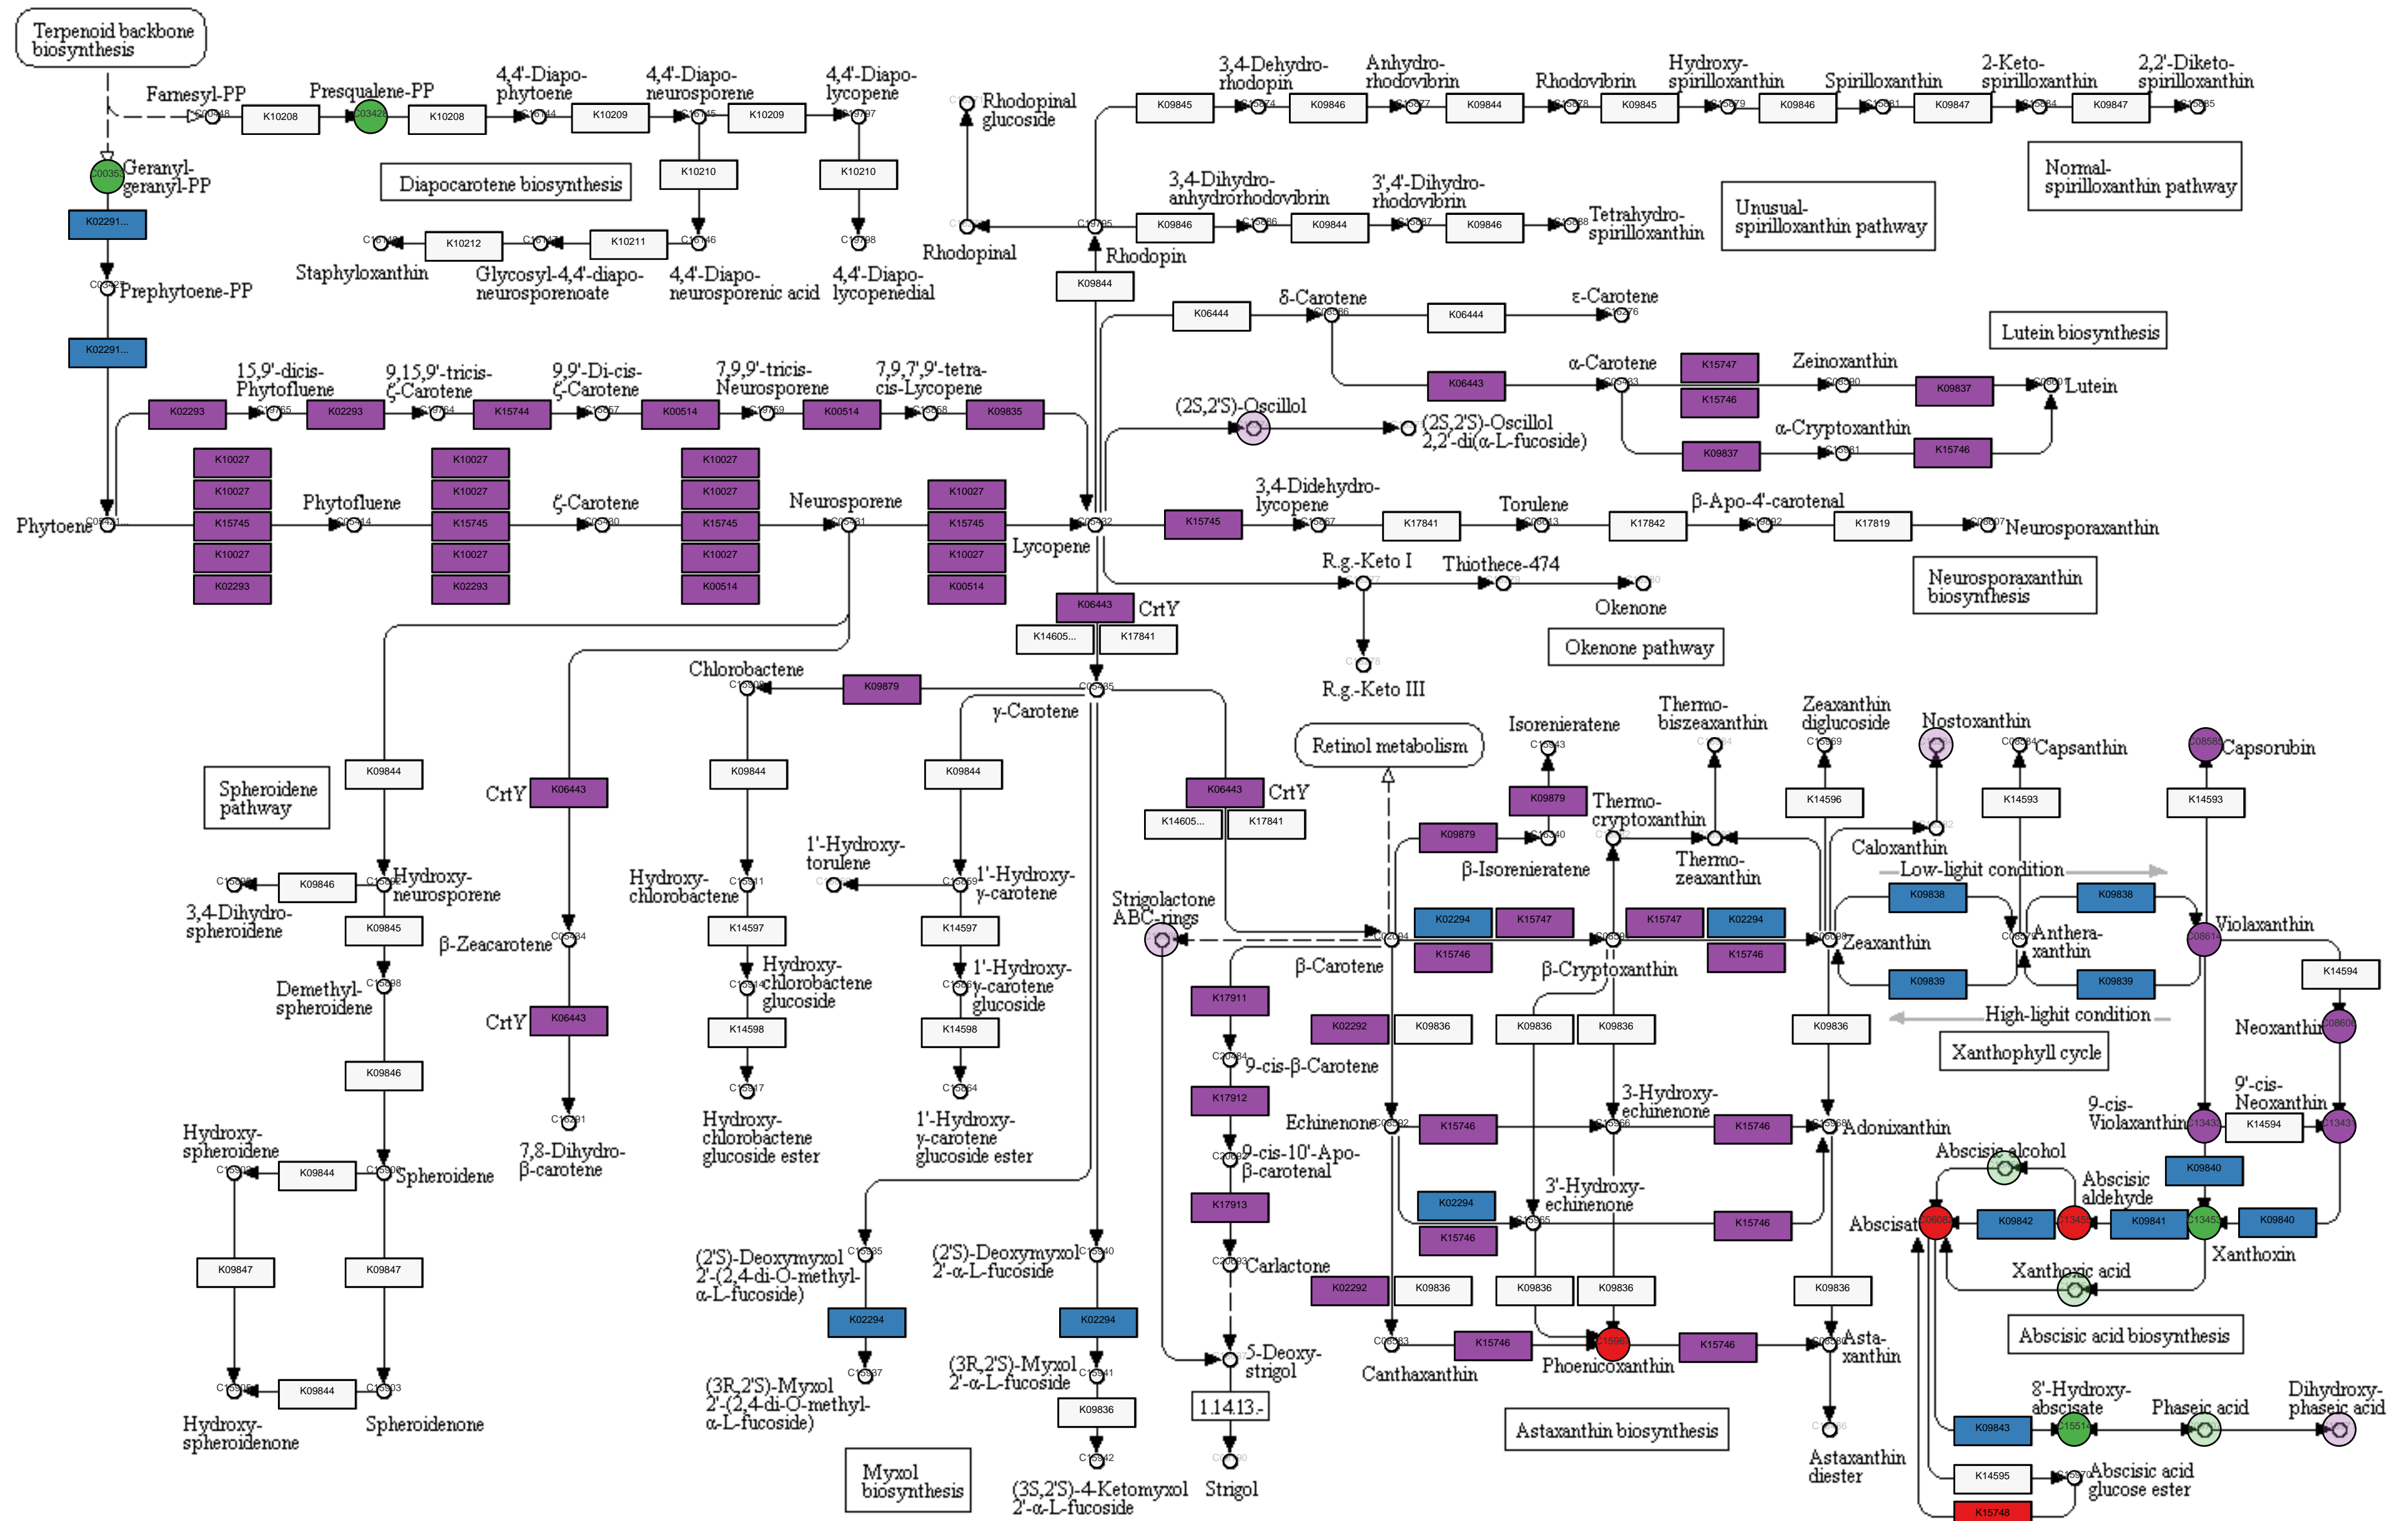 Terpenoid backbone
biosynthesis
Farnesyl-PP
K10208
Presqualene-PP
K10208
4,4'-Diapo-
phytoene
K10209
4,4'-Diapo-
neurosporene
K10209
4,4'-Diapo-
lycopene
Geranyl-
geranyl-PP
Diapocarotene biosynthesis
K10210
K10210
K02291...
Prephytoene-PP
K10212
K10211
Staphyloxanthin
Glycosyl-4,4'-diapo-
neurosporenoate
4,4'-Diapo-
neurosporenic acid
4,4'-Diapo-
lycopenedial
K02291...
Rhodopinal
glucoside
Rhodopinal
Rhodopin
K09844
K09845
3,4-Dehydro-
rhodopin
K09846
Anhydro-
rhodovibrin
K09844
Rhodovibrin
K09845
Hydroxy-
spirilloxanthin
K09846
Spirilloxanthin
K09847
2-Keto-
spirilloxanthin
K09847
2,2'-Diketo-
spirilloxanthin
Normal-
spirilloxanthin pathway
K09846
3,4-Dihydro-
anhydrorhodovibrin
K09844
3',4'-Dihydro-
rhodovibrin
K09846
Tetrahydro-
spirilloxanthin
Unusual-
spirilloxanthin pathway
K06444
δ-Carotene
K06444
ε-Carotene
Lutein biosynthesis
K06443
α-Carotene
K15747
K15746
Zeinoxanthin
K09837
Lutein
K09837
α-Cryptoxanthin
K15746
(2S,2'S)-Oscillol
(2S,2'S)-Oscillol
2,2'-di(α-L-fucoside)
K02293
15,9'-dicis-
Phytofluene
K02293
9,15,9'-tricis-
ζ-Carotene
K15744
9,9'-Di-cis-
ζ-Carotene
K00514
7,9,9'-tricis-
Neurosporene
K00514
7,9,7',9'-tetra-
cis-Lycopene
K09835
Phytoene
K10027
K10027
K15745
K10027
K02293
Phytofluene
K10027
K10027
K15745
K10027
K02293
ζ-Carotene
K10027
K10027
K15745
K10027
K00514
Neurosporene
K10027
K15745
K10027
K00514
Lycopene
K15745
3,4-Didehydro-
lycopene
K17841
Torulene
K17842
β-Apo-4'-carotenal
K17819
Neurosporaxanthin
Neurosporaxanthin
biosynthesis
R.g.-Keto I
Thiothece-474
Okenone
Okenone pathway
R.g.-Keto III
K06443
CrtY
K14605...
K17841
Chlorobactene
K09879
γ-Carotene
Spheroidene
pathway
K09844
CrtY
K06443
K09844
K09844
K06443
CrtY
K14605...
K17841
K09846
3,4-Dihydro-
spheroidene
Hydroxy-
neurosporene
K09845
Demethyl-
spheroidene
K09846
Hydroxy-
spheroidene
K09844
Spheroidene
K09847
K09847
K09844
Hydroxy-
spheroidenone
Spheroidenone
β-Zeacarotene
CrtY
K06443
7,8-Dihydro-
β-carotene
Hydroxy-
chlorobactene
K14597
Hydroxy-
chlorobactene
glucoside
K14598
Hydroxy-
chlorobactene
glucoside ester
1'-Hydroxy-
torulene
1'-Hydroxy-
γ-carotene
K14597
1'-Hydroxy-
γ-carotene
glucoside
K14598
1'-Hydroxy-
γ-carotene
glucoside ester
(2'S)-Deoxymyxol
2'-(2,4-di-O-methyl-
α-L-fucoside)
K02294
(3R,2'S)-Myxol
2'-(2,4-di-O-methyl-
α-L-fucoside)
(2'S)-Deoxymyxol
2'-α-L-fucoside
K02294
(3R,2'S)-Myxol
2'-α-L-fucoside
K09836
(3S,2'S)-4-Ketomyxol
2'-α-L-fucoside
Myxol
biosynthesis
Strigolactone
ABC-rings
K17911
9-cis-β-Carotene
K17912
9-cis-10'-Apo-
β-carotenal
K17913
Carlactone
5-Deoxy-
strigol
1.14.13.-
Strigol
Retinol metabolism
Isorenieratene
K09879
K09879
β-Isorenieratene
Thermo-
cryptoxanthin
Thermo-
biszeaxanthin
Thermo-
zeaxanthin
Zeaxanthin
diglucoside
K14596
Nostoxanthin
Caloxanthin
Capsanthin
K14593
Capsorubin
K14593
Low-light condition
K09838
K09838
β-Carotene
K02294
K15747
K15746
β-Cryptoxanthin
K15747
K02294
K15746
Zeaxanthin
Anthera-
xanthin
Violaxanthin
K09839
K09839
High-light condition
Xanthophyll cycle
K14594
Neoxanthin
K02292
K09836
K09836
K09836
K09836
Echinenone
K15746
3-Hydroxy-
echinenone
K15746
Adonixanthin
K02294
K15746
3'-Hydroxy-
echinenone
K15746
K02292
K09836
K09836
K09836
K09836
Canthaxanthin
K15746
Phoenicoxanthin
K15746
Asta-
xanthin
Astaxanthin biosynthesis
Astaxanthin
diester
9-cis-
Violaxanthin
K14594
9'-cis-
Neoxanthin
K09840
Abscisic alcohol
Abscisic
aldehyde
Abscisat
K09842
K09841
K09840
Xanthoxin
Xanthoxic acid
Abscisic acid biosynthesis
K09843
8'-Hydroxy-
abscisate
Phaseic acid
Dihydroxy-
phaseic acid
K14595
Abscisic acid
glucose ester
K15748